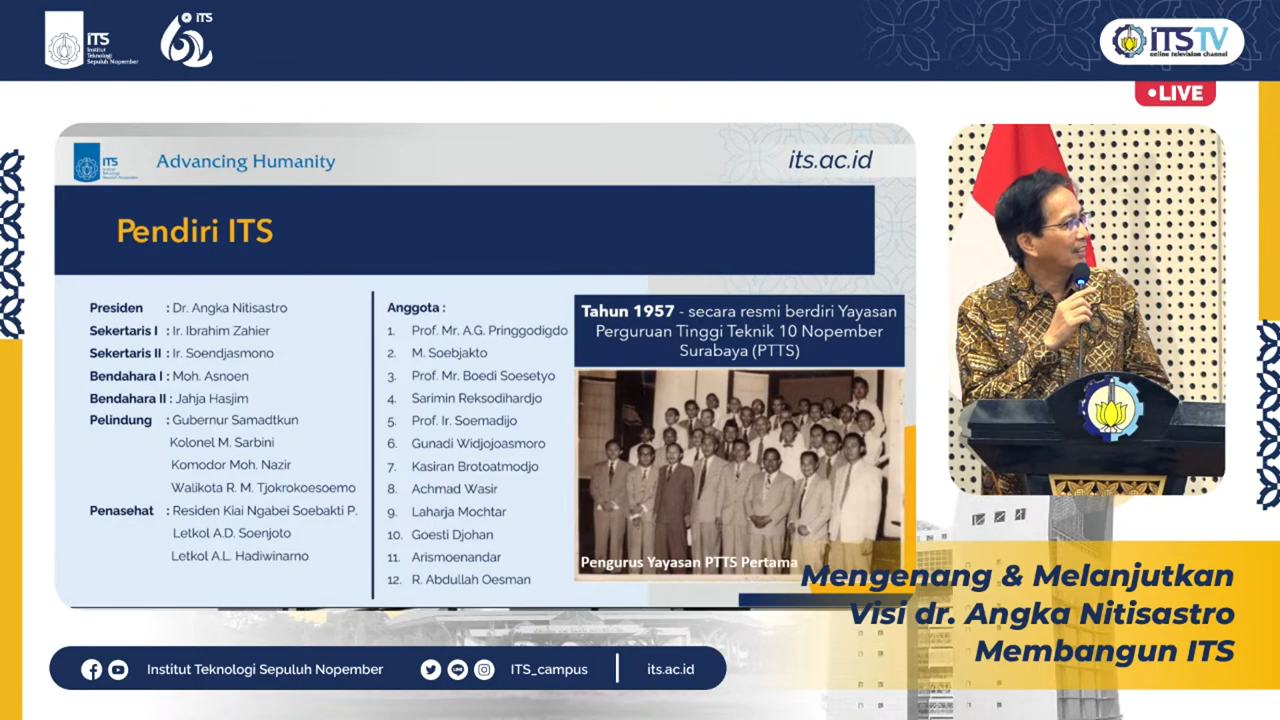 ITS
Institut
Teknologi
Sepuluh Nopember
ITS
iTSTV
online television channel
LIVE
ITS
Institut
Teknologi
Sepuluh Nopember
Advancing Humanity
its.ac.id
Pendiri ITS
Presiden : Dr. Angka Nitisastro
Sekertaris I : Ir. Ibrahim Zahier
Sekertaris II : Ir. Soendjasmono
Bendahara I : Moh. Asnoen
Bendahara II : Jahja Hasjim
Pelindung : Gubernur Samadtkun
Kolonel M. Sarbini
Komodor Moh. Nazir
Walikota R. M. Tjokrokoesoemo
Penasehat : Residen Kiai Ngabei Soebakti P.
Letkol A.D. Soenjoto
Letkol A.L. Hadiwinarno
Anggota :
1. Prof. Mr. A.G. Pringgodigdo
2. M. Soebjakto
3. Prof. Mr. Boedi Soesetyo
4. Sarimin Reksodihardjo
5. Prof. Ir. Soemadijo
6. Gunadi Widjojoasmoro
7. Kasiran Brotoatmodjo
8. Achmad Wasir
9. Laharja Mochtar
10. Goesti Djohan
11. Arismoenandar
12. R. Abdullah Oesman
Tahun 1957 - secara resmi berdiri Yayasan
Perguruan Tinggi Teknik 10 Nopember
Surabaya (PTTS)
Pengurus Yayasan PTTS Pertama
Mengenang & Melanjutkan
Visi dr. Angka Nitisastro
Membangun ITS
Institut Teknologi Sepuluh Nopember
ITS_campus
its.ac.id